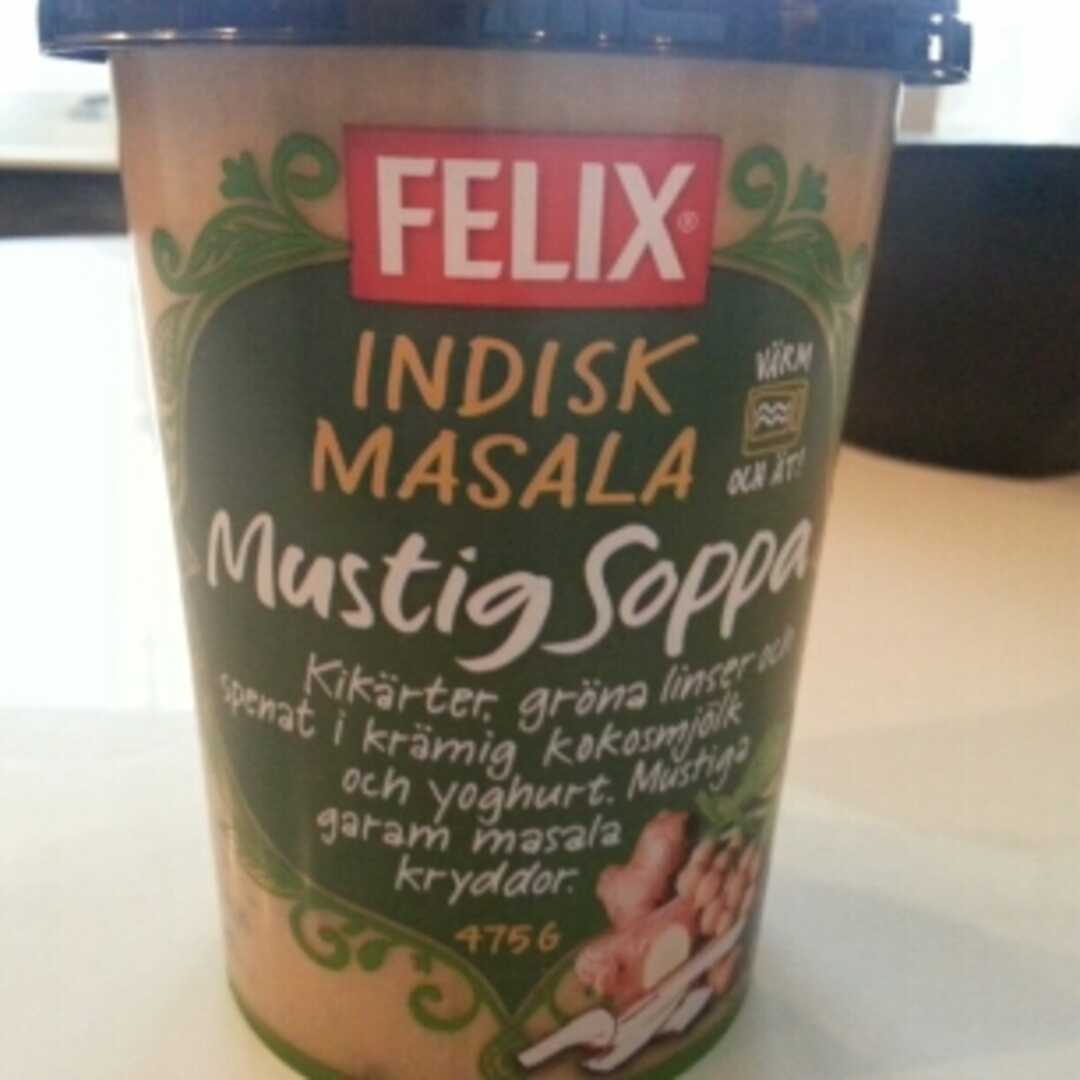 FELIX®
INDISK
MASALA
VÄRM
OCH ÄT!
Mustig Soppa
Kikärter, gröna linser och
spenat i krämig kokosmjölk
och yoghurt. Mustiga
garam masala
kryddor.
475G